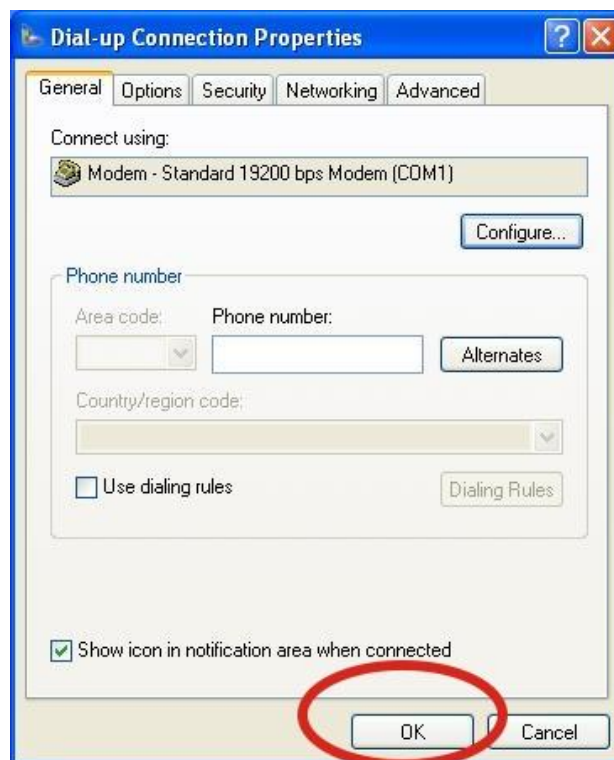 Dial-up Connection Properties
General Options Security Networking Advanced
Connect using:
Modem - Standard 19200 bps Modem (COM1)
Configure...
Phone number
Area code: Phone number:
Alternates
Country/region code:
Use dialing rules Dialing Rules
Show icon in notification area when connected
OK Cancel